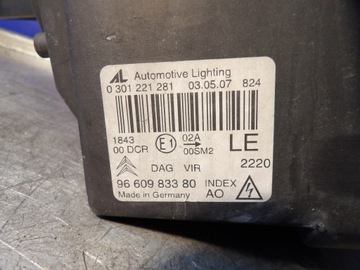 AL Automotive Lighting
0 301 221 281 03.05.07 824
1843 02A LE
00 DCR E1 00SM2
DAG VIR 2220
96 609 833 80 INDEX
Made in Germany AO